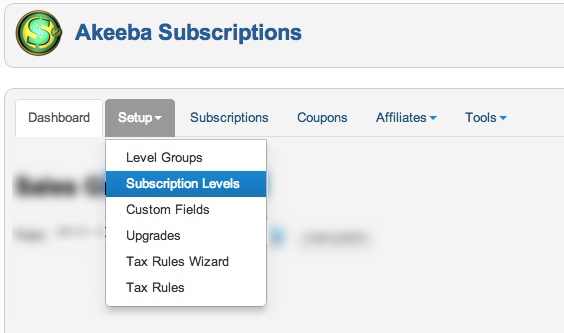 Akeeba Subscriptions
Dashboard Setup Subscriptions Coupons Affiliates Tools
Level Groups
Subscription Levels
Custom Fields
Upgrades
Tax Rules Wizard
Tax Rules